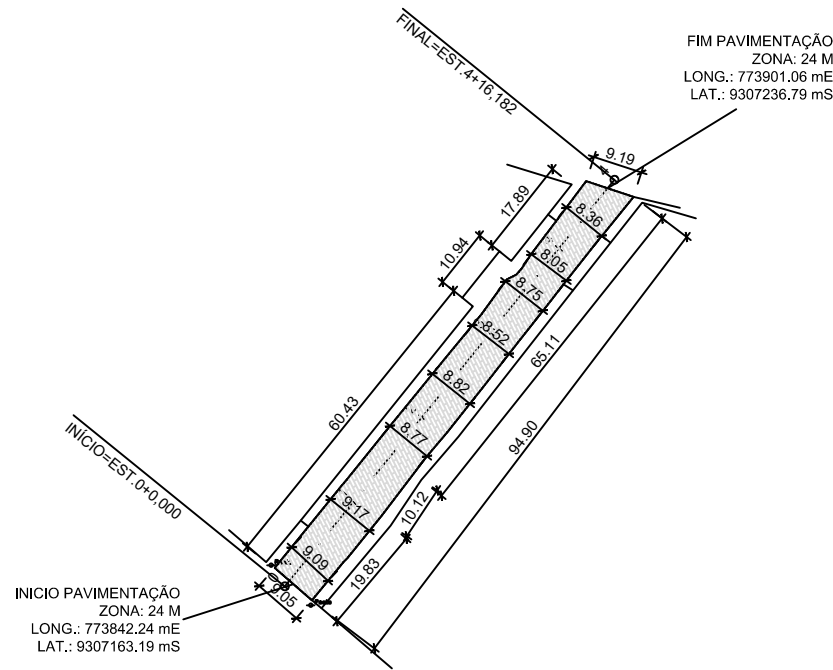 FINAL=EST.4+16,182
FIM PAVIMENTAÇÃO
ZONA: 24 M
LONG.: 773901.06 mE
LAT.: 9307236.79 mS
9.19
17.89
8.36
10.94
8.05
8.75
8.52
65.11
8.82
94.90
60.43
8.77
INÍCIO=EST.0+0,000
9.17
10.12
9.09
19.83
9.05
0
INICIO PAVIMENTAÇÃO
ZONA: 24 M
LONG.: 773842.24 mE
LAT.: 9307163.19 mS